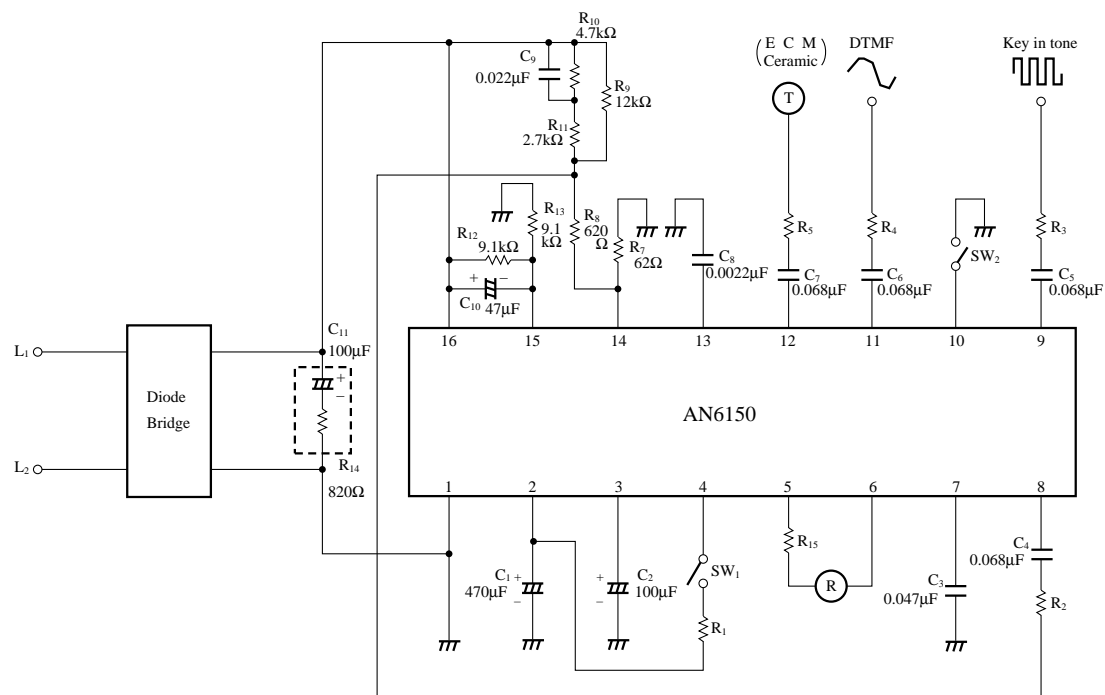 R10
4.7kΩ
C9
0.022μF
R9
12kΩ
R11
2.7kΩ
(E C M
Ceramic)
DTMF
Key in tone
T
R13
9.1
kΩ
R12
9.1kΩ
+ −
C10
47μF
R8
620
Ω
R7
62Ω
C8
0.0022μF
R5
C7
0.068μF
R4
C6
0.068μF
SW2
R3
C5
0.068μF
C11
100μF
+
−
R14
820Ω
L1
L2
Diode
Bridge
16 15 14 13 12 11 10 9
AN6150
1 2 3 4 5 6 7 8
C1
470μF
+
−
C2
100μF
+
−
SW1
R1
R15
R
C3
0.047μF
C4
0.068μF
R2